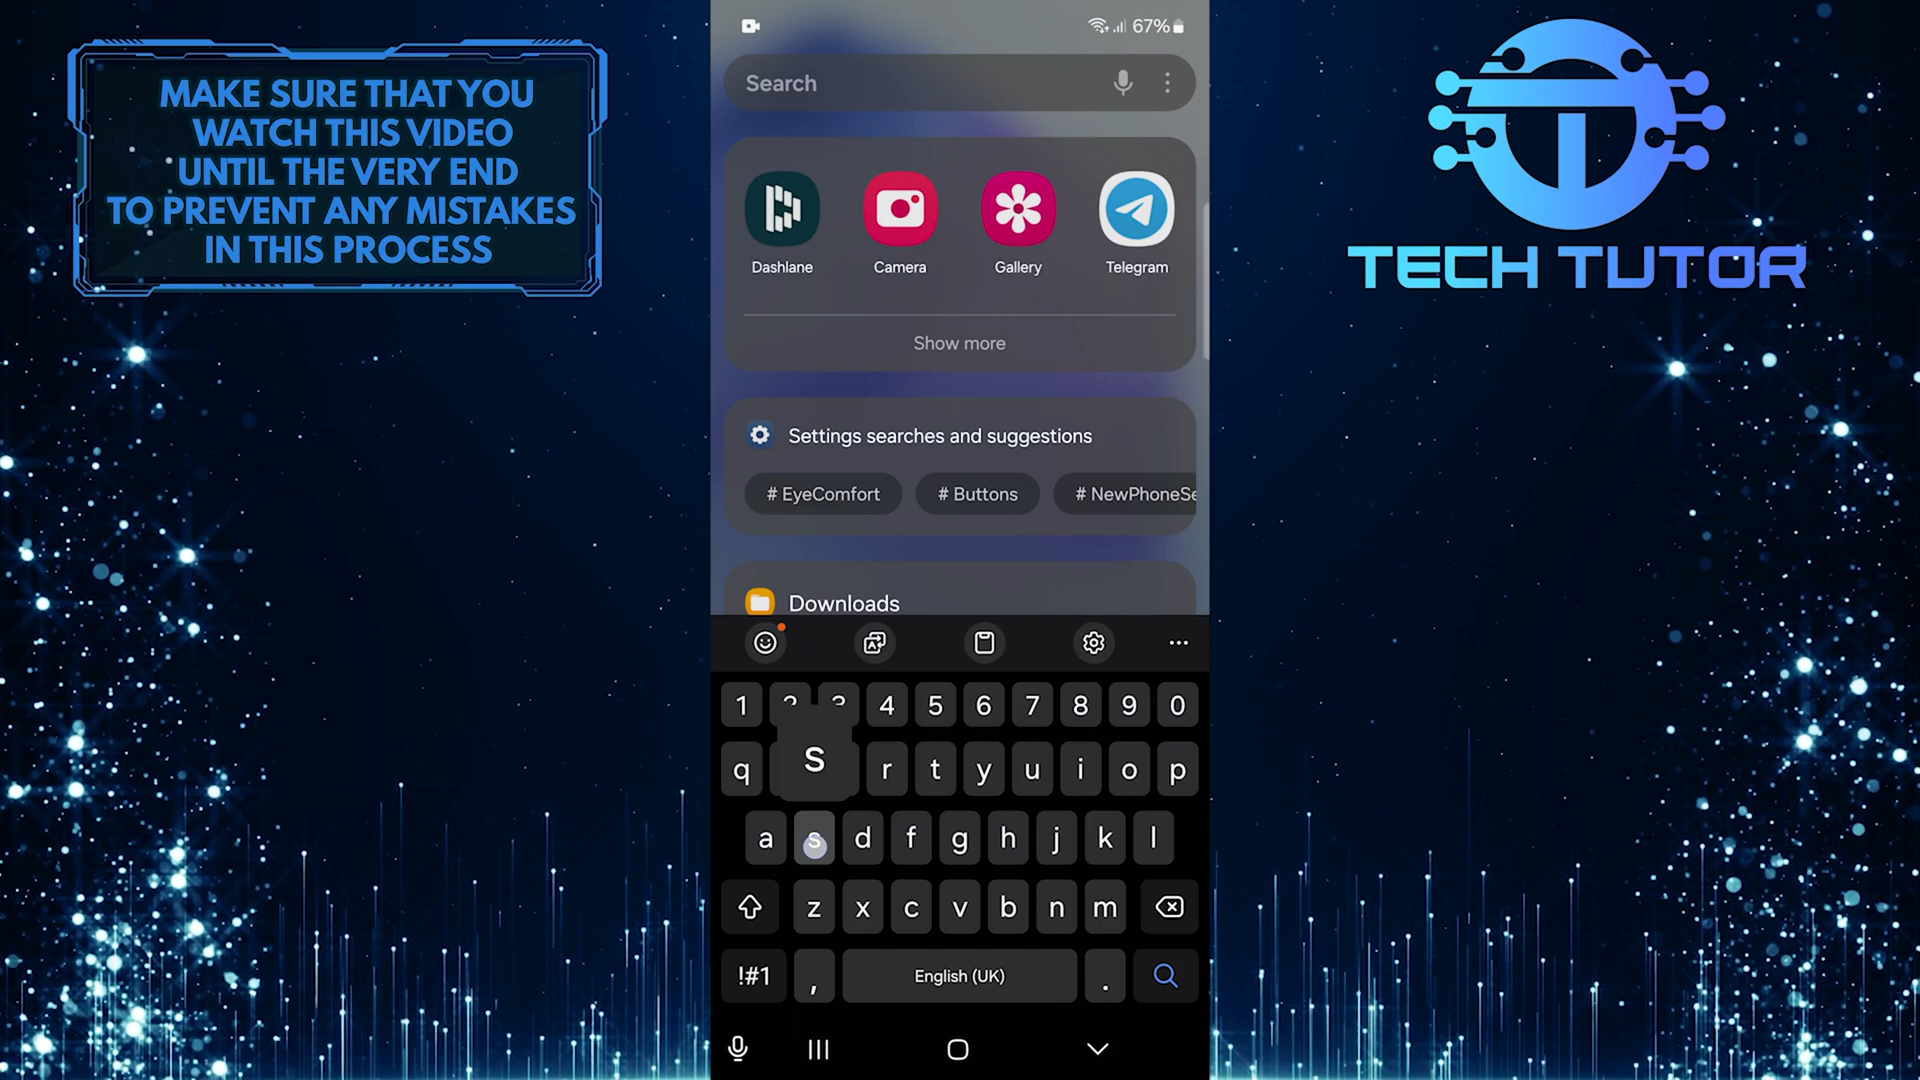 MAKE SURE THAT YOU
WATCH THIS VIDEO
UNTIL THE VERY END
TO PREVENT ANY MISTAKES
IN THIS PROCESS
67%
Search
Dashlane Camera Gallery Telegram
Show more
Settings searches and suggestions
# EyeComfort # Buttons # NewPhoneSe
Downloads
1 2 3 4 5 6 7 8 9 0
q s r t y u i o p
a s d f g h j k l
z x c v b n m
!#1 , English (UK) .
T
TECH TUTOR